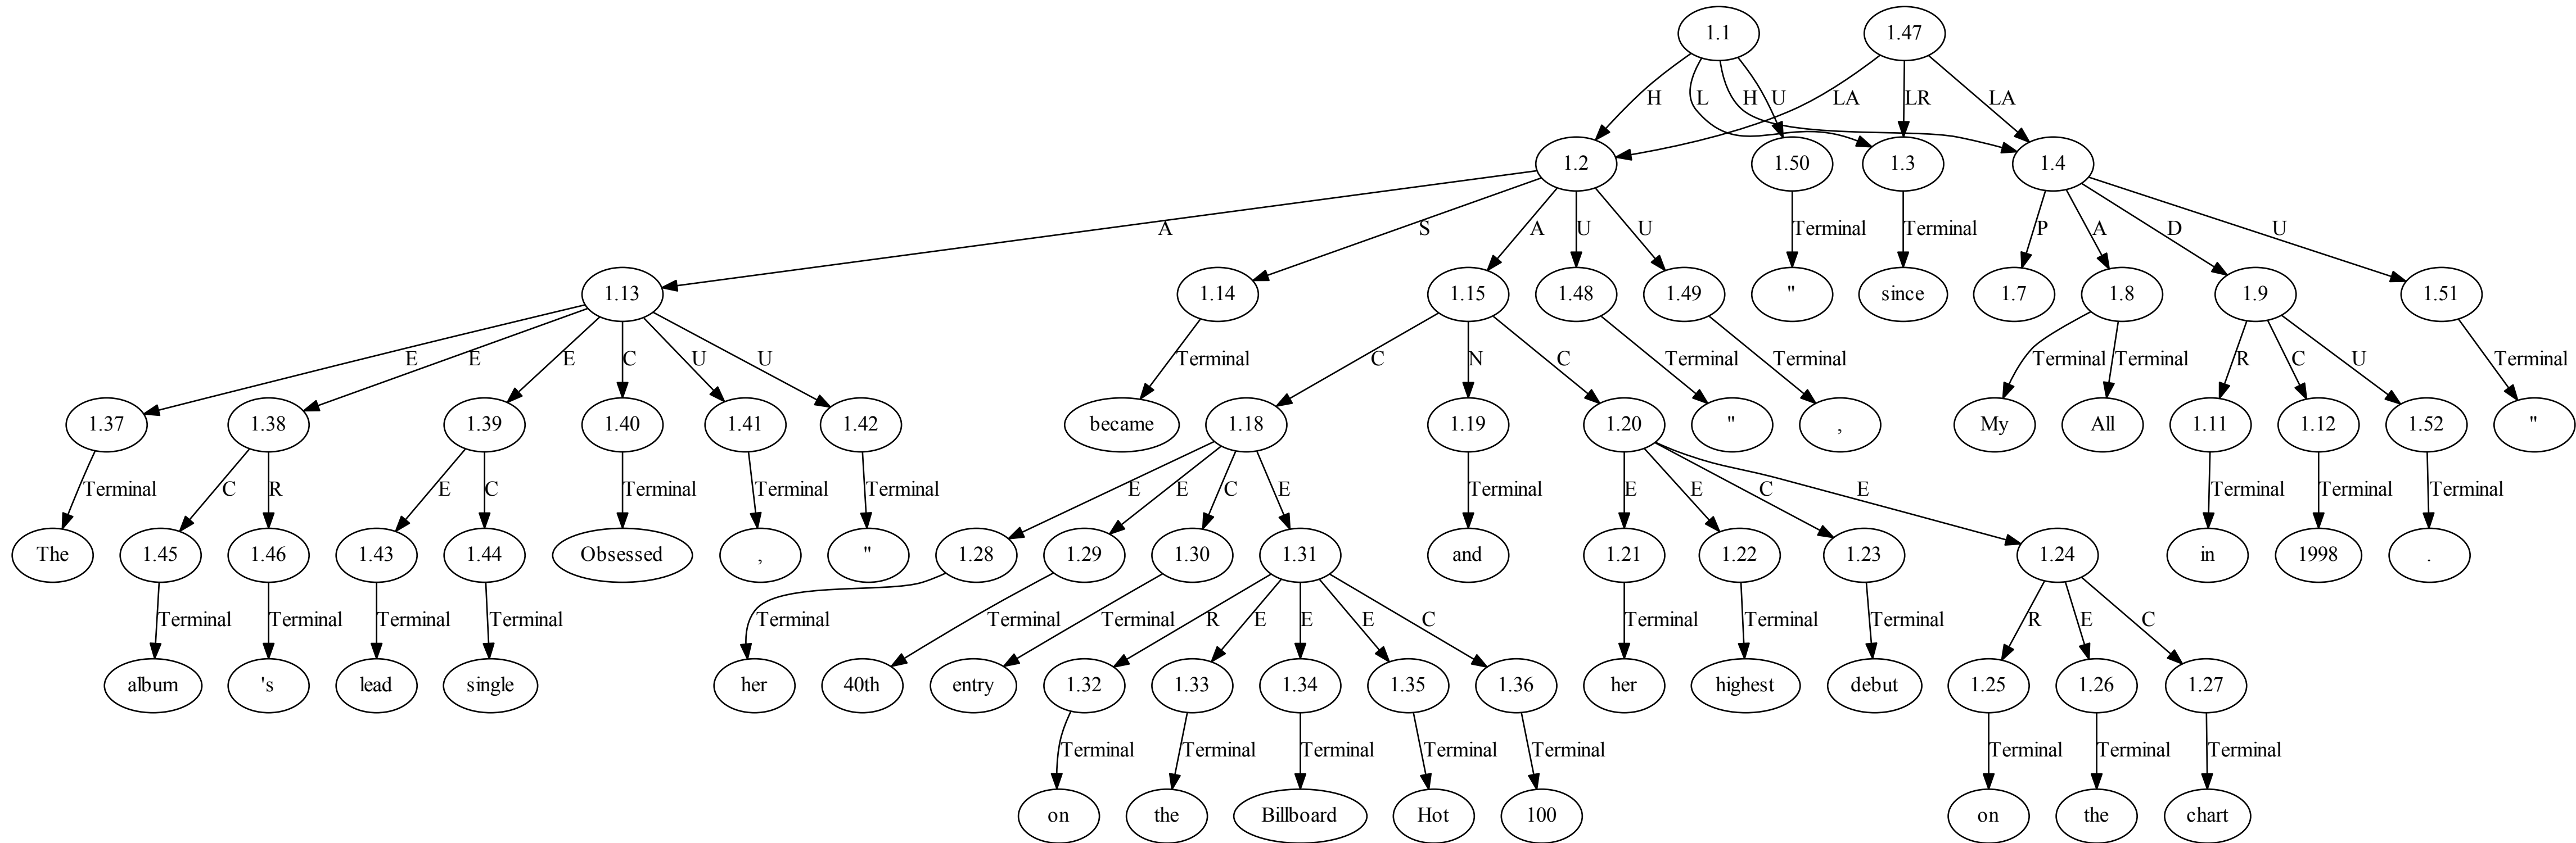 1.1 1.47
H L H U LA LR LA
1.2 1.50 1.3 1.4
A S A U U Terminal Terminal P A D U
1.13 1.14 1.15 1.48 1.49 " since 1.7 1.8 1.9 1.51
E E E C U U Terminal C N C Terminal Terminal Terminal Terminal R C U Terminal
1.37 1.38 1.39 1.40 1.41 1.42 became 1.18 1.19 1.20 " , My All 1.11 1.12 1.52 "
Terminal C R E C Terminal Terminal Terminal E E C E Terminal E E C E Terminal Terminal Terminal
The 1.45 1.46 1.43 1.44 Obsessed , " 1.28 1.29 1.30 1.31 and 1.21 1.22 1.23 1.24 in 1998 .
Terminal Terminal Terminal Terminal Terminal Terminal Terminal R E E E C Terminal Terminal Terminal R E C
album 's lead single her 40th entry 1.32 1.33 1.34 1.35 1.36 her highest debut 1.25 1.26 1.27
Terminal Terminal Terminal Terminal Terminal Terminal Terminal Terminal
on the Billboard Hot 100 on the chart